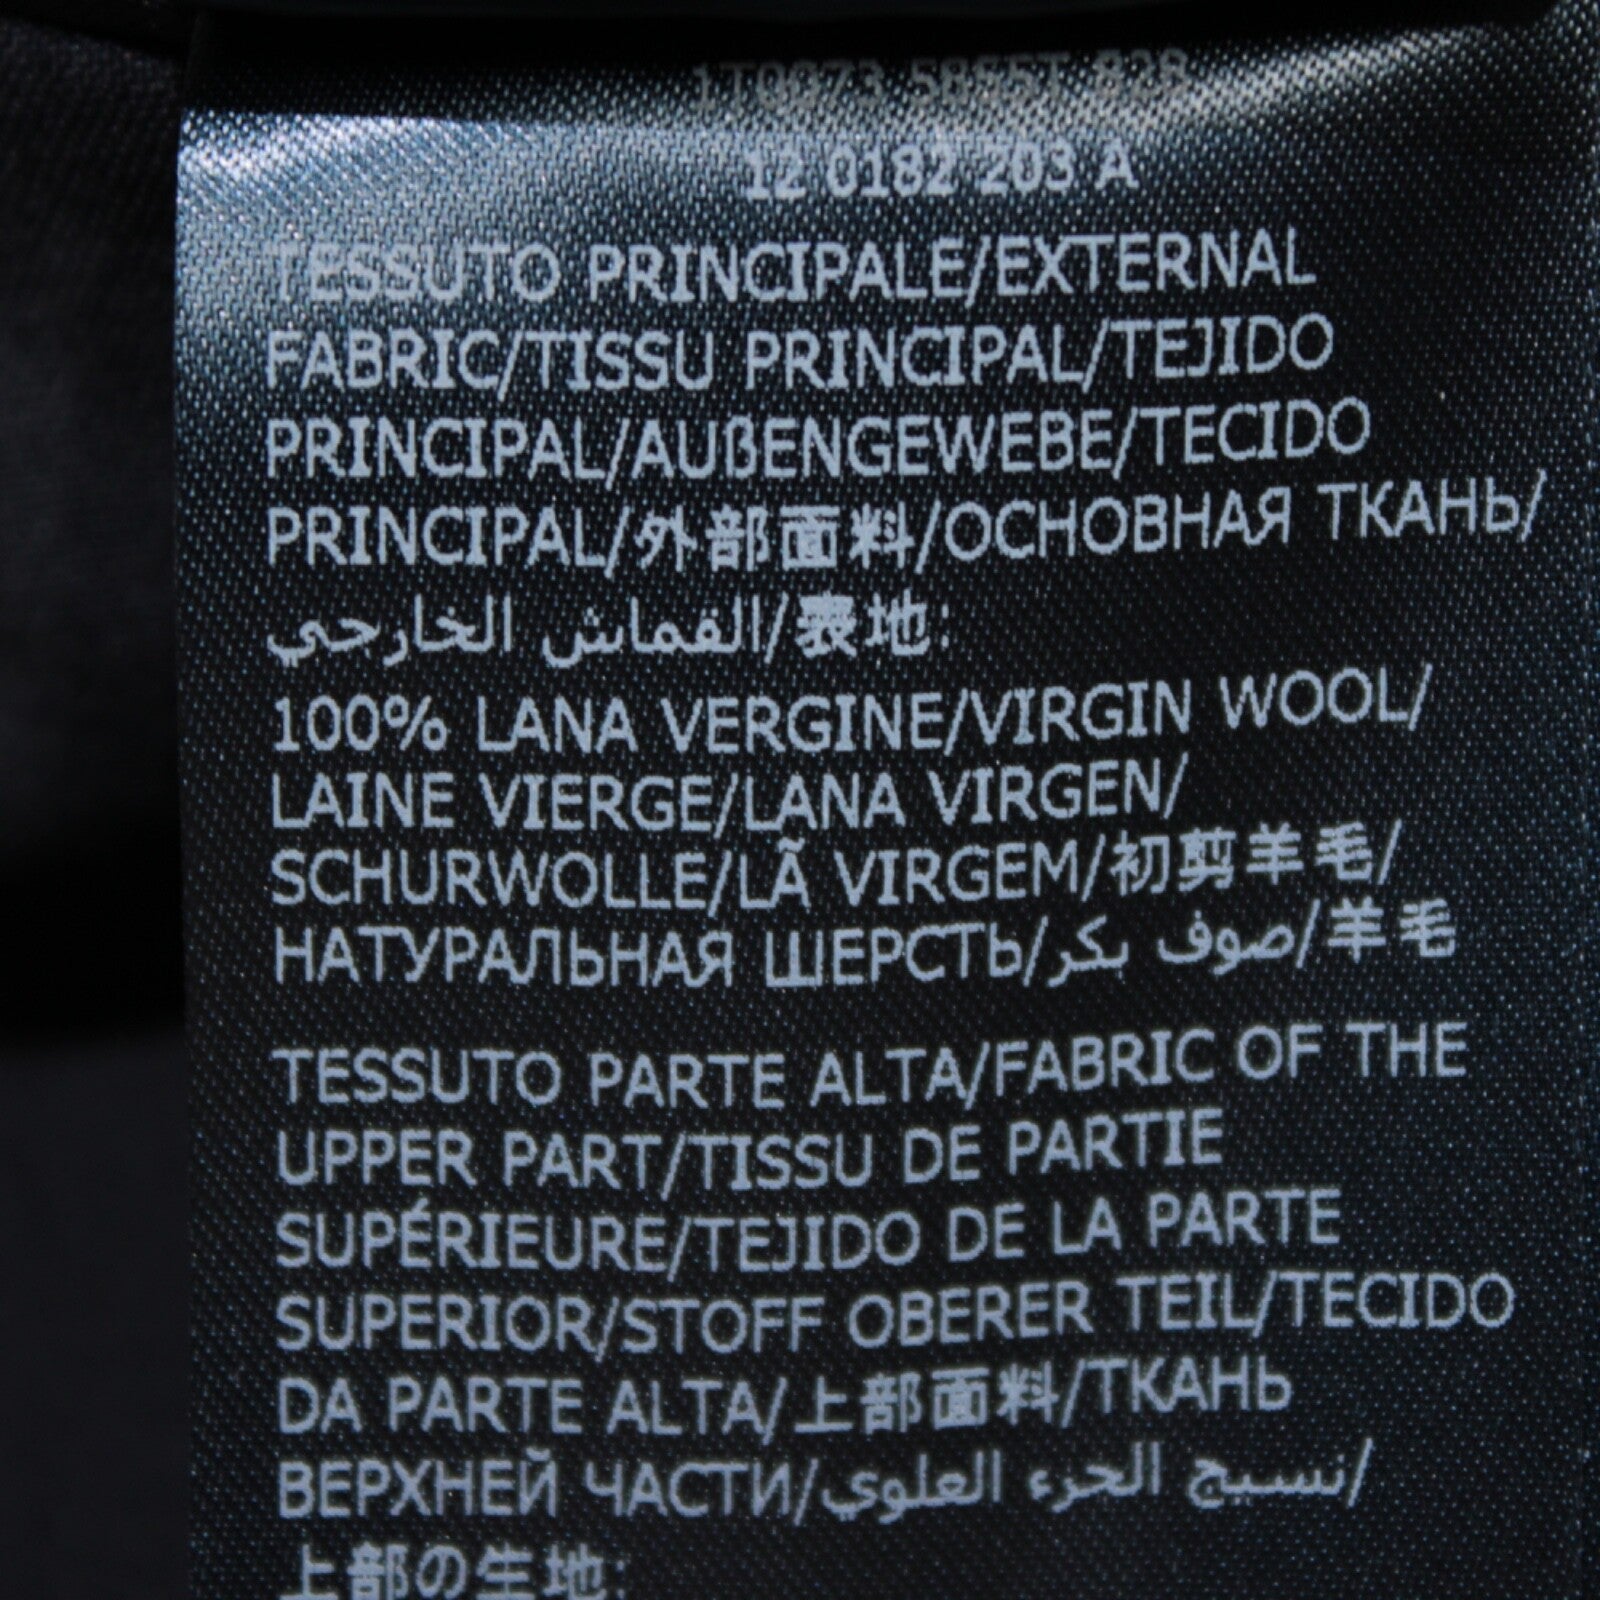 1T0373 5855T 828
12 0182 203 A
TESSUTO PRINCIPALE/EXTERNAL
FABRIC/TISSU PRINCIPAL/TEJIDO
PRINCIPAL/AUßENGEWEBE/TECIDO
PRINCIPAL/外部面料/ОСНОВНАЯ ТКАНЬ/
القماش الخارجي/表地:
100% LANA VERGINE/VIRGIN WOOL/
LAINE VIERGE/LANA VIRGEN/
SCHURWOLLE/LÃ VIRGEM/初剪羊毛/
НАТУРАЛЬНАЯ ШЕРСТЬ/صوف بكر/羊毛
TESSUTO PARTE ALTA/FABRIC OF THE
UPPER PART/TISSU DE PARTIE
SUPÉRIEURE/TEJIDO DE LA PARTE
SUPERIOR/STOFF OBERER TEIL/TECIDO
DA PARTE ALTA/上部面料/ТКАНЬ
ВЕРХНЕЙ ЧАСТИ/نسيج الجزء العلوي/
上部の生地: